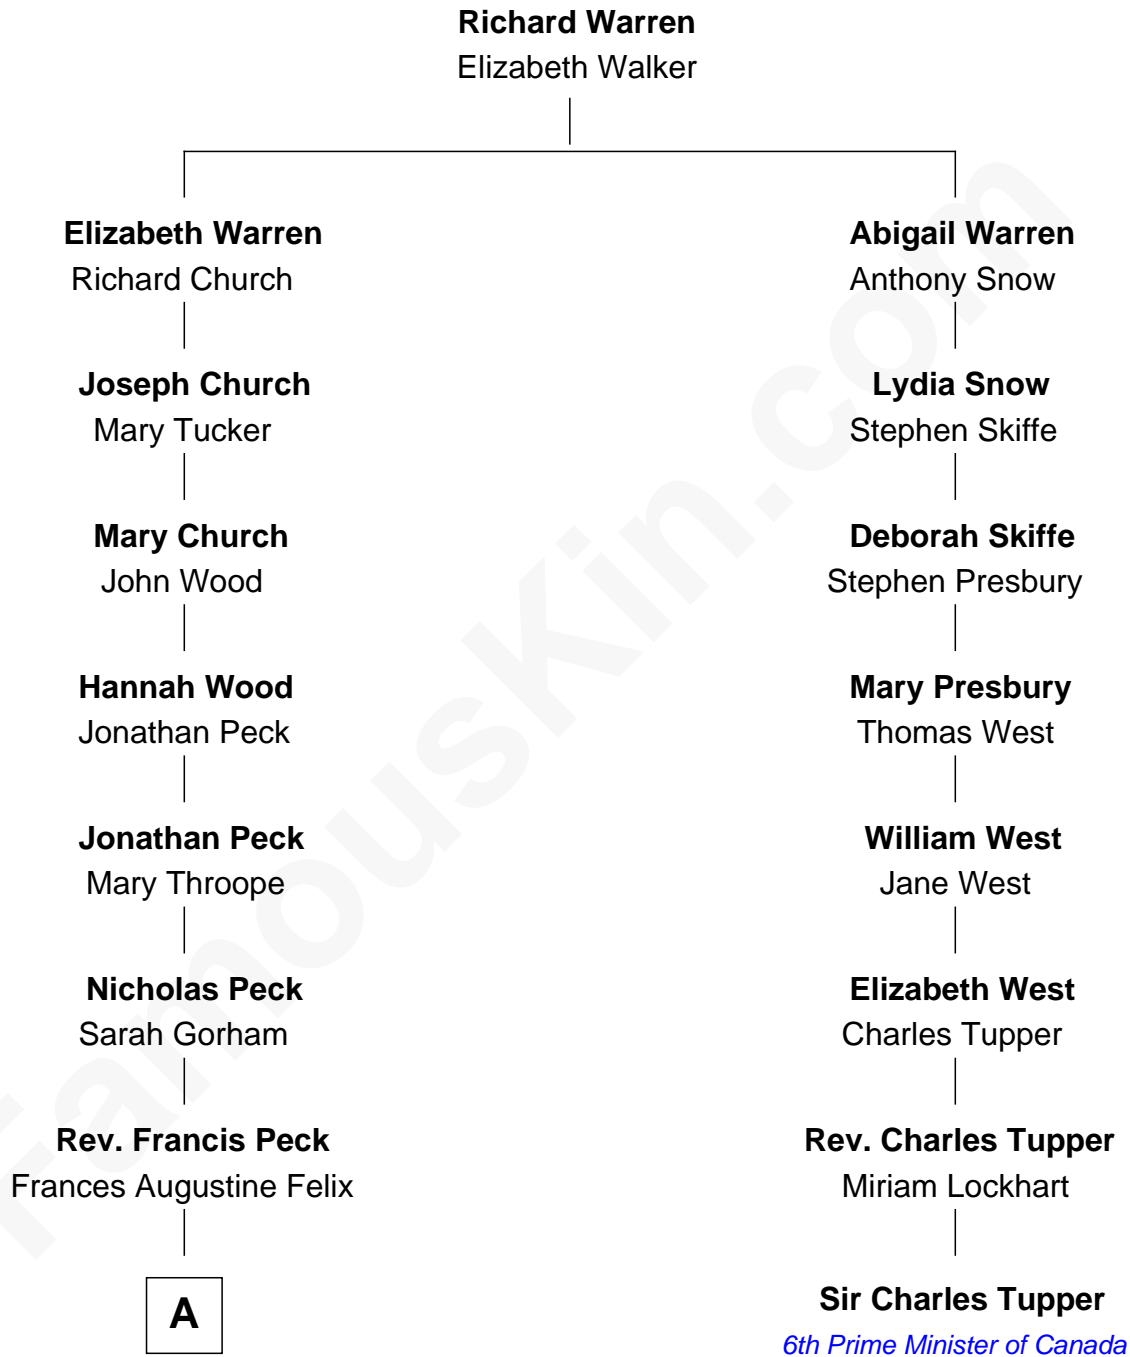 Richard Warren
Elizabeth Walker
Elizabeth Warren
Richard Church
Abigail Warren
Anthony Snow
Joseph Church
Mary Tucker
Lydia Snow
Stephen Skiffe
Mary Church
John Wood
Deborah Skiffe
Stephen Presbury
Hannah Wood
Jonathan Peck
Mary Presbury
Thomas West
Jonathan Peck
Mary Throope
William West
Jane West
Nicholas Peck
Sarah Gorham
Elizabeth West
Charles Tupper
Rev. Francis Peck
Frances Augustine Felix
Rev. Charles Tupper
Miriam Lockhart
A
Sir Charles Tupper
6th Prime Minister of Canada
FamousKin.com